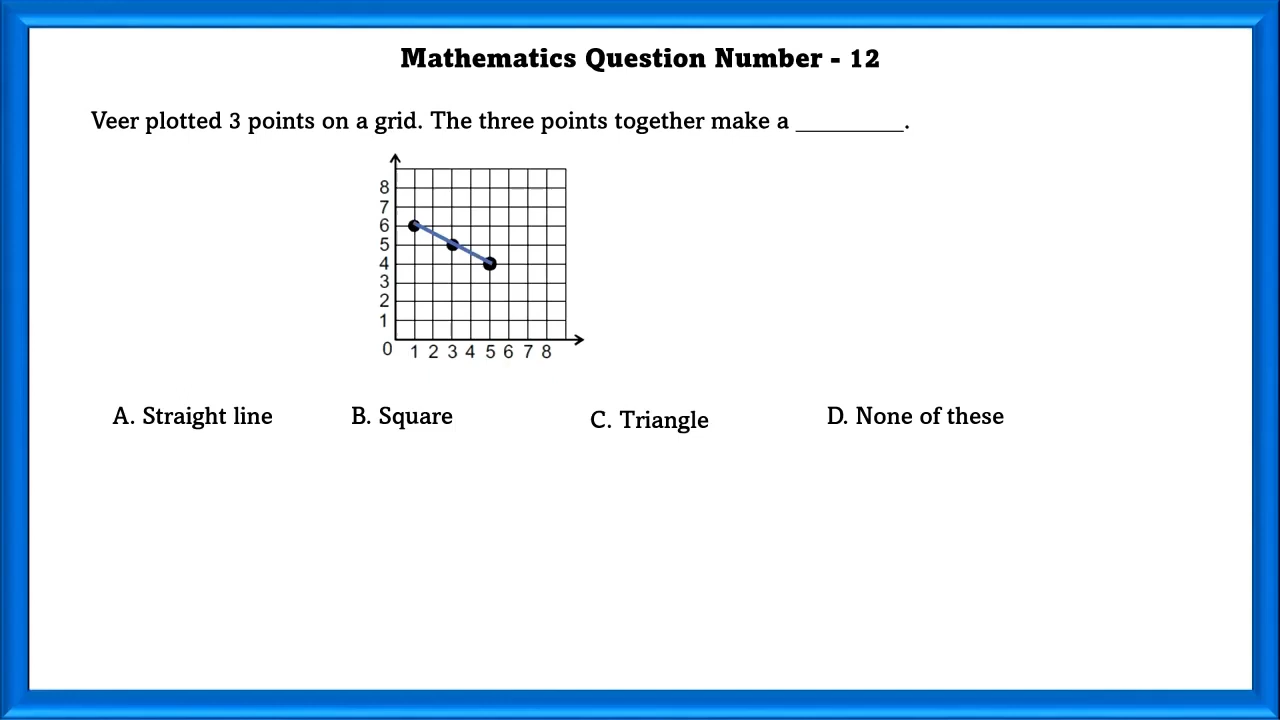 Mathematics Question Number - 12
Veer plotted 3 points on a grid. The three points together make a _________.
8
7
6
5
4
3
2
1
0 1 2 3 4 5 6 7 8
A. Straight line B. Square C. Triangle D. None of these